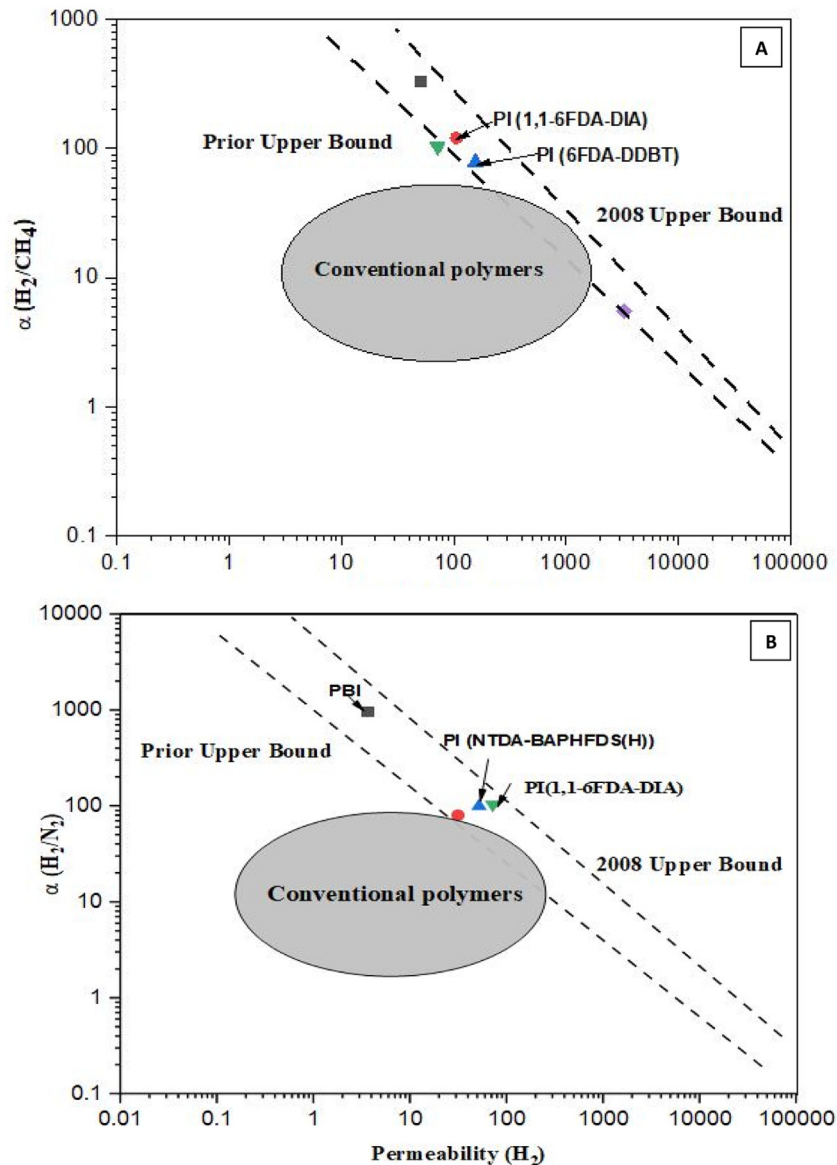 1000
A
PI (1,1-6FDA-DIA)
Prior Upper Bound
100
PI (6FDA-DDBT)
2008 Upper Bound
α (H₂/CH₄)
Conventional polymers
10
1
0.1
0.1 1 10 100 1000 10000 100000
10000
B
PBI
1000
PI (NTDA-BAPHFDS(H))
Prior Upper Bound
PI(1,1-6FDA-DIA)
100
α (H₂/N₂)
2008 Upper Bound
Conventional polymers
10
1
0.1
0.01 0.1 1 10 100 1000 10000 100000
Permeability (H₂)